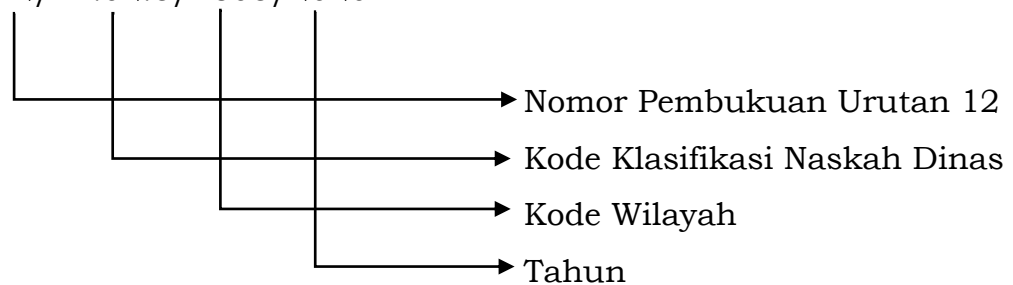 Nomor Pembukuan Urutan 12
Kode Klasifikasi Naskah Dinas
Kode Wilayah
Tahun